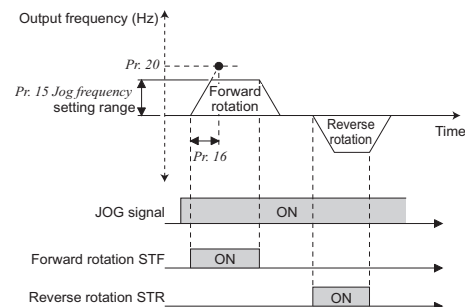 Output frequency (Hz)
Pr. 20
Pr. 15 Jog frequency
setting range
Forward
rotation
Reverse
rotation
Time
Pr. 16
JOG signal
ON
Forward rotation STF
ON
Reverse rotation STR
ON